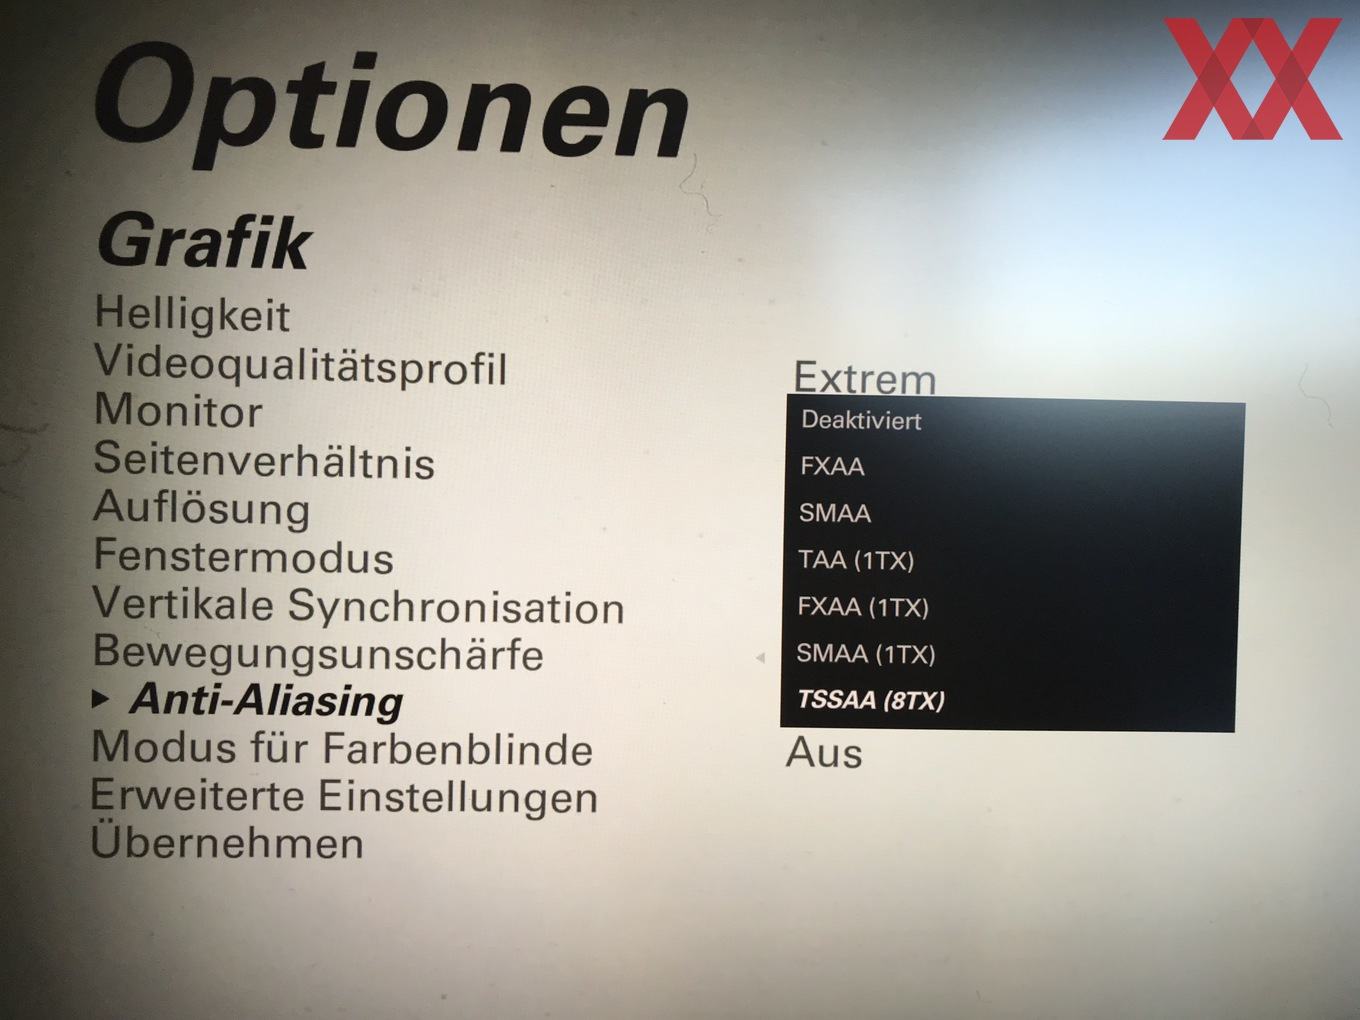 Optionen
Grafik
Helligkeit
Videoqualitätsprofil
Extrem
Monitor
Deaktiviert
Seitenverhältnis
FXAA
Auflösung
SMAA
Fenstermodus
TAA (1TX)
Vertikale Synchronisation
FXAA (1TX)
Bewegungsunschärfe
SMAA (1TX)
Anti-Aliasing
TSSAA (8TX)
Modus für Farbenblinde
Aus
Erweiterte Einstellungen
Übernehmen